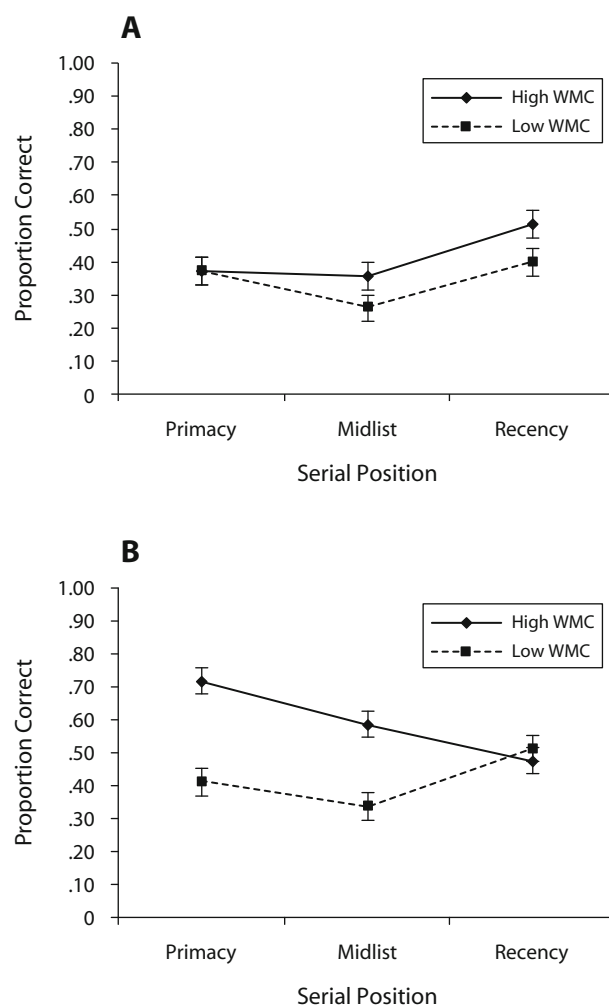 A
1.00
.90
.80
.70
.60
.50
.40
.30
.20
.10
0
Proportion Correct
High WMC
Low WMC
Primacy Midlist Recency
Serial Position
B
1.00
.90
.80
.70
.60
.50
.40
.30
.20
.10
0
Proportion Correct
High WMC
Low WMC
Primacy Midlist Recency
Serial Position